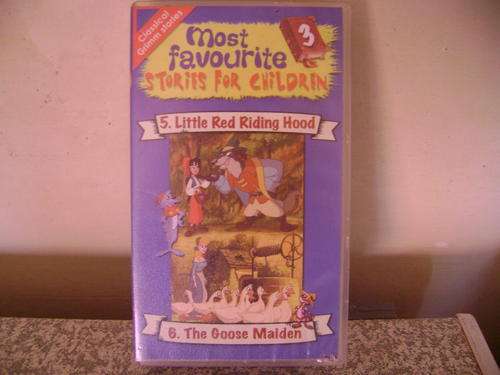 Classical
Grimm stories
most
favourite
STORIES FOR CHILDREN
3
5. Little Red Riding Hood
6. The Goose Maiden